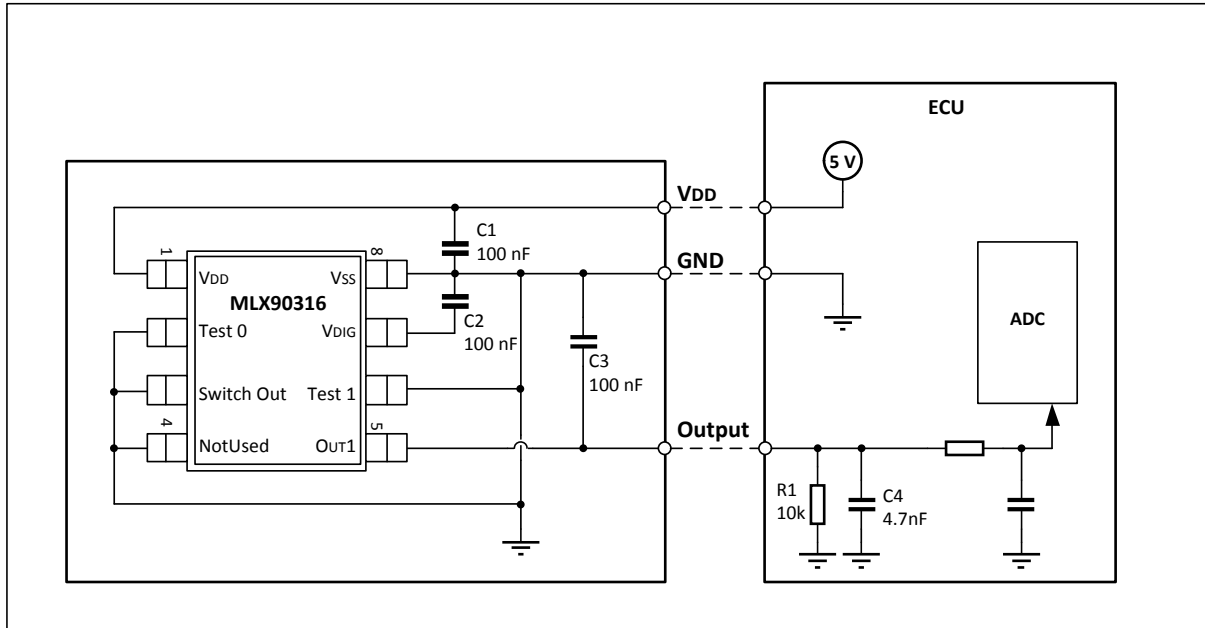 ECU
5 V
VDD
C1
100 nF
GND
1
8
VDD
VSS
MLX90316
C2
100 nF
Test 0
VDIG
ADC
C3
100 nF
Switch Out
Test 1
Output
4
5
NotUsed
OUT1
R1
10k
C4
4.7nF